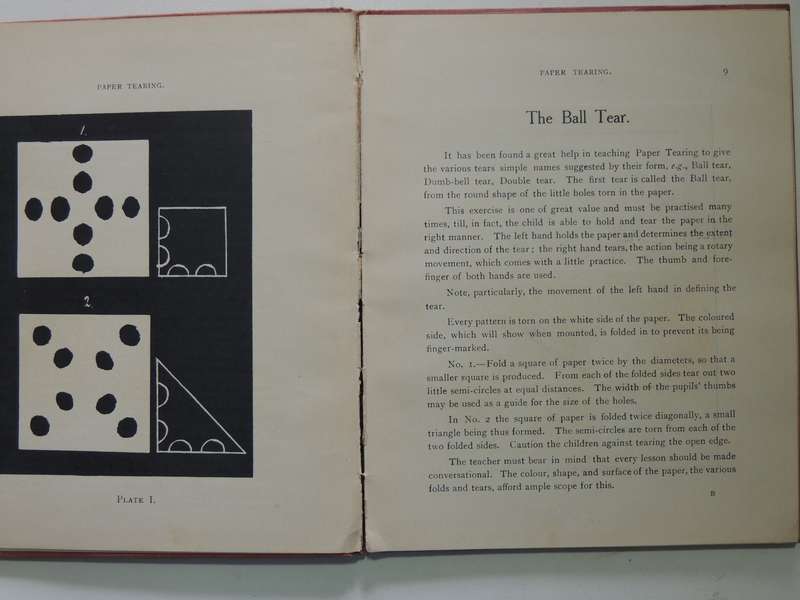 PAPER TEARING.
1.
2.
PLATE I.
PAPER TEARING. 9
The Ball Tear.
It has been found a great help in teaching Paper Tearing to give
the various tears simple names suggested by their form, e.g., Ball tear,
Dumb-bell tear, Double tear. The first tear is called the Ball tear,
from the round shape of the little holes torn in the paper.
This exercise is one of great value and must be practised many
times, till, in fact, the child is able to hold and tear the paper in the
right manner. The left hand holds the paper and determines the extent
and direction of the tear; the right hand tears, the action being a rotary
movement, which comes with a little practice. The thumb and fore-
finger of both hands are used.
Note, particularly, the movement of the left hand in defining the
tear.
Every pattern is torn on the white side of the paper. The coloured
side, which will show when mounted, is folded in to prevent its being
finger-marked.
No. 1.—Fold a square of paper twice by the diameters, so that a
smaller square is produced. From each of the folded sides tear out two
little semi-circles at equal distances. The width of the pupils' thumbs
may be used as a guide for the size of the holes.
In No. 2 the square of paper is folded twice diagonally, a small
triangle being thus formed. The semi-circles are torn from each of the
two folded sides. Caution the children against tearing the open edge.
The teacher must bear in mind that every lesson should be made
conversational. The colour, shape, and surface of the paper, the various
folds and tears, afford ample scope for this.
B